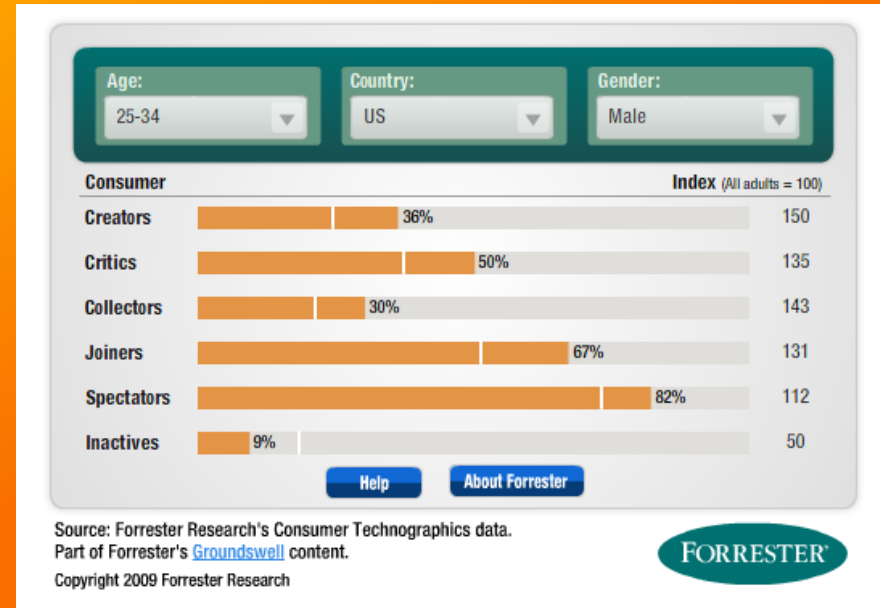 Age: Country: Gender:
25-34 US Male
Consumer Index (All adults = 100)
Creators 36% 150
Critics 50% 135
Collectors 30% 143
Joiners 67% 131
Spectators 82% 112
Inactives 9% 50
Help About Forrester
Source: Forrester Research's Consumer Technographics data.
Part of Forrester's Groundswell content.
FORRESTER®
Copyright 2009 Forrester Research